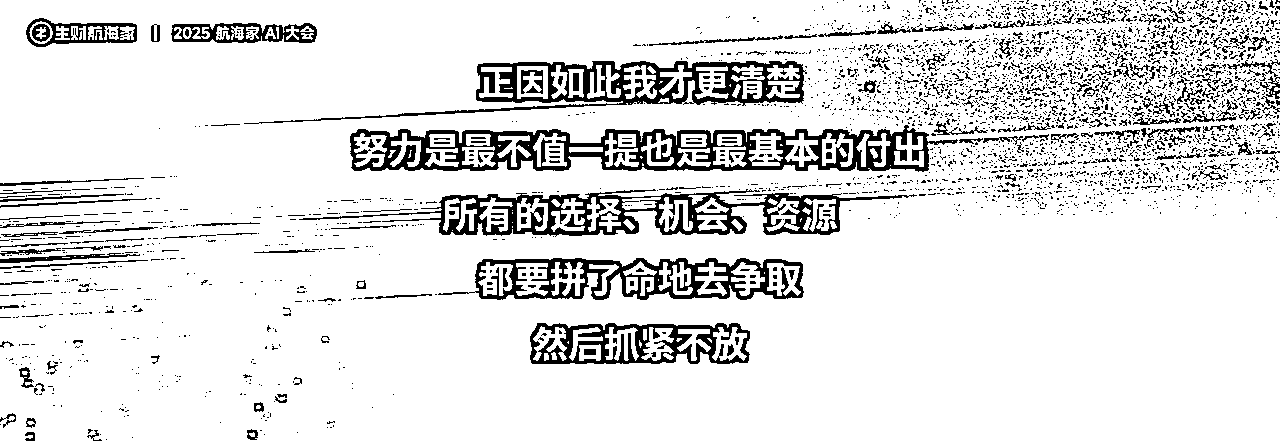 生财航海家 | 2025 航海家 AI 大会
正因如此我才更清楚
努力是最不值一提也是最基本的付出
所有的选择、机会、资源
都要拼了命地去争取
然后抓紧不放